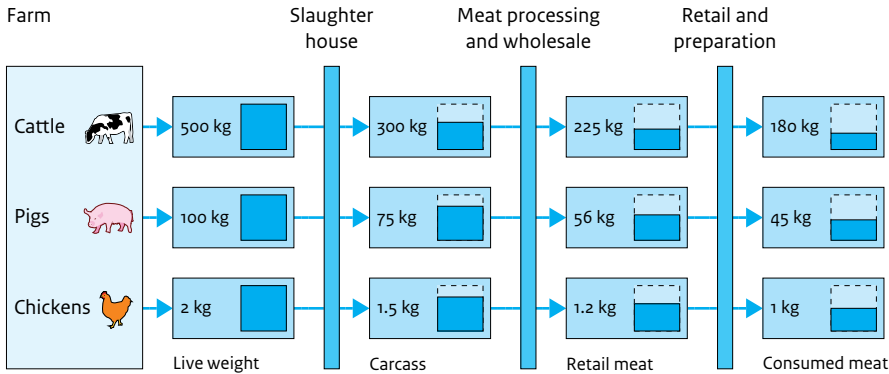 Farm
Slaughter
house
Meat processing
and wholesale
Retail and
preparation
Cattle
500 kg
300 kg
225 kg
180 kg
Pigs
100 kg
75 kg
56 kg
45 kg
Chickens
2 kg
1.5 kg
1.2 kg
1 kg
Live weight
Carcass
Retail meat
Consumed meat